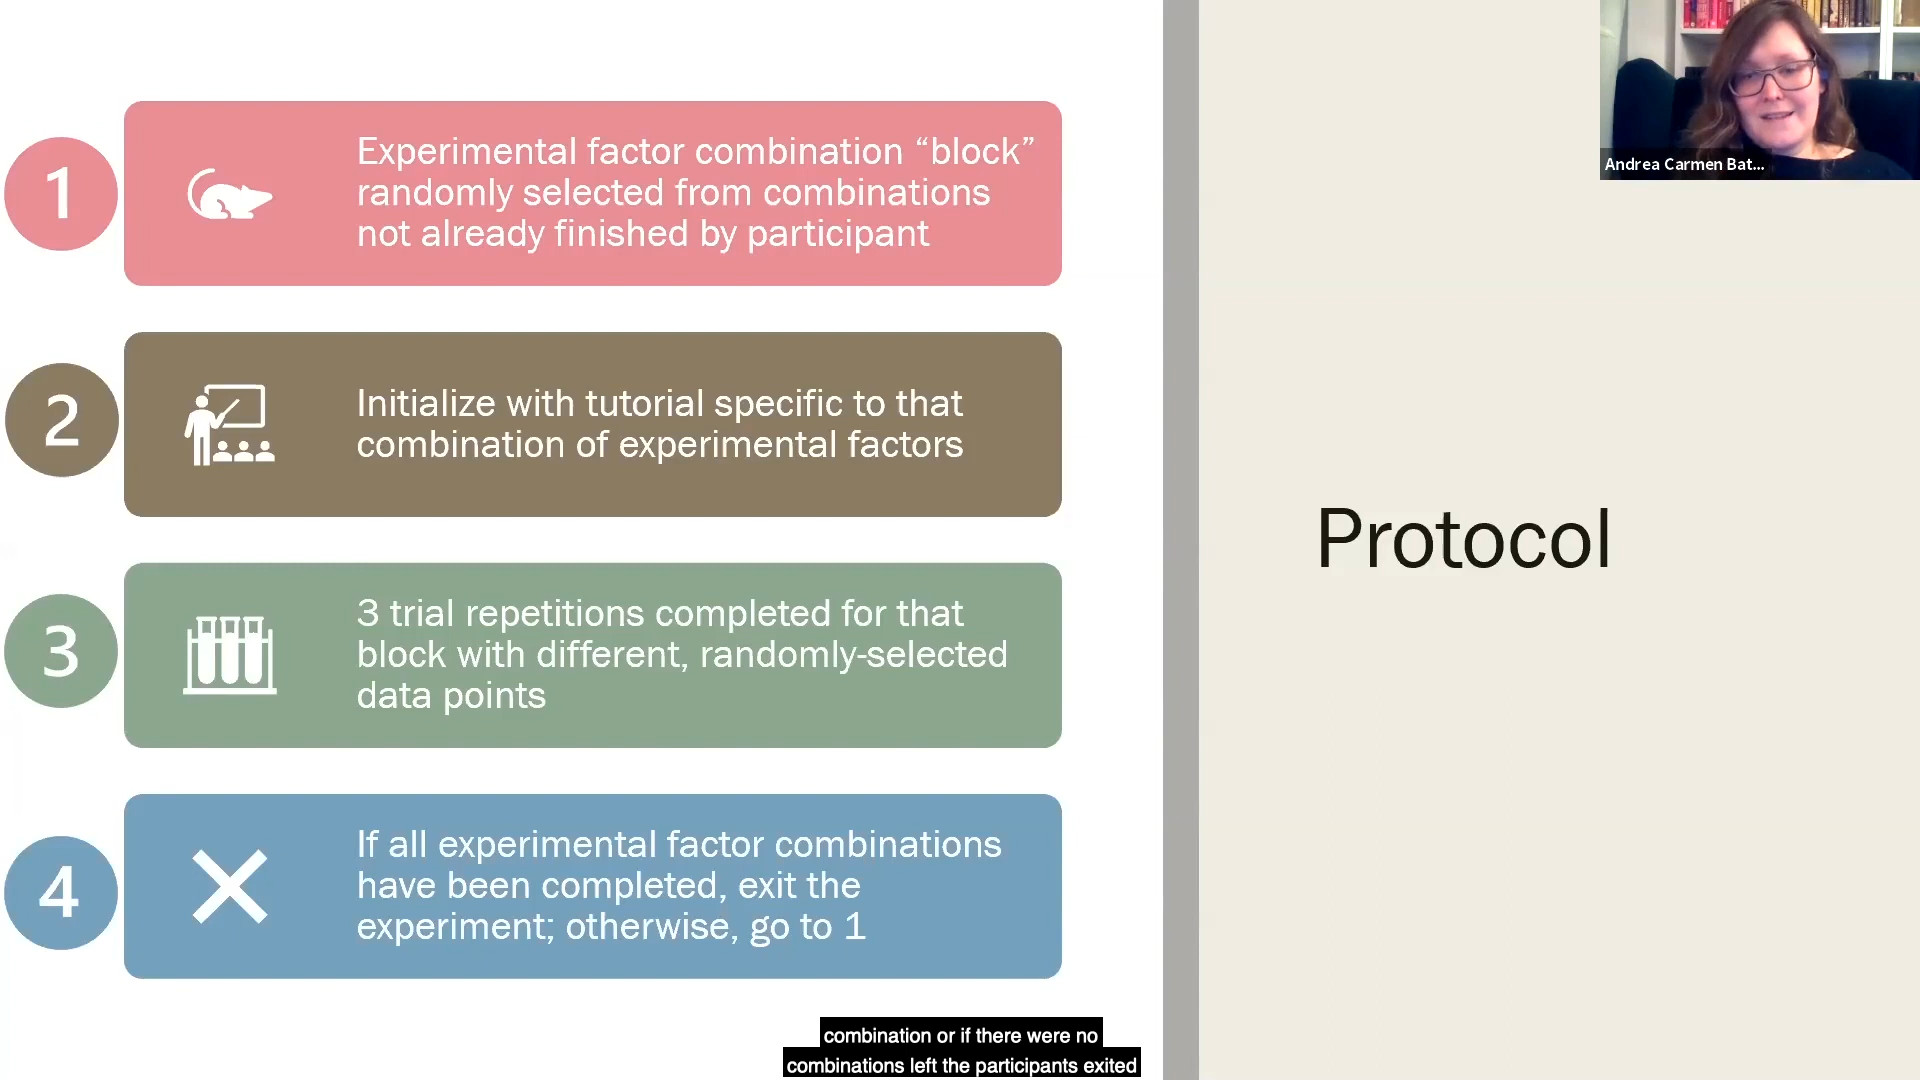 1
Experimental factor combination “block”
randomly selected from combinations
not already finished by participant
2
Initialize with tutorial specific to that
combination of experimental factors
3
3 trial repetitions completed for that
block with different, randomly-selected
data points
4
If all experimental factor combinations
have been completed, exit the
experiment; otherwise, go to 1
Protocol
Andrea Carmen Bat...
combination or if there were no
combinations left the participants exited